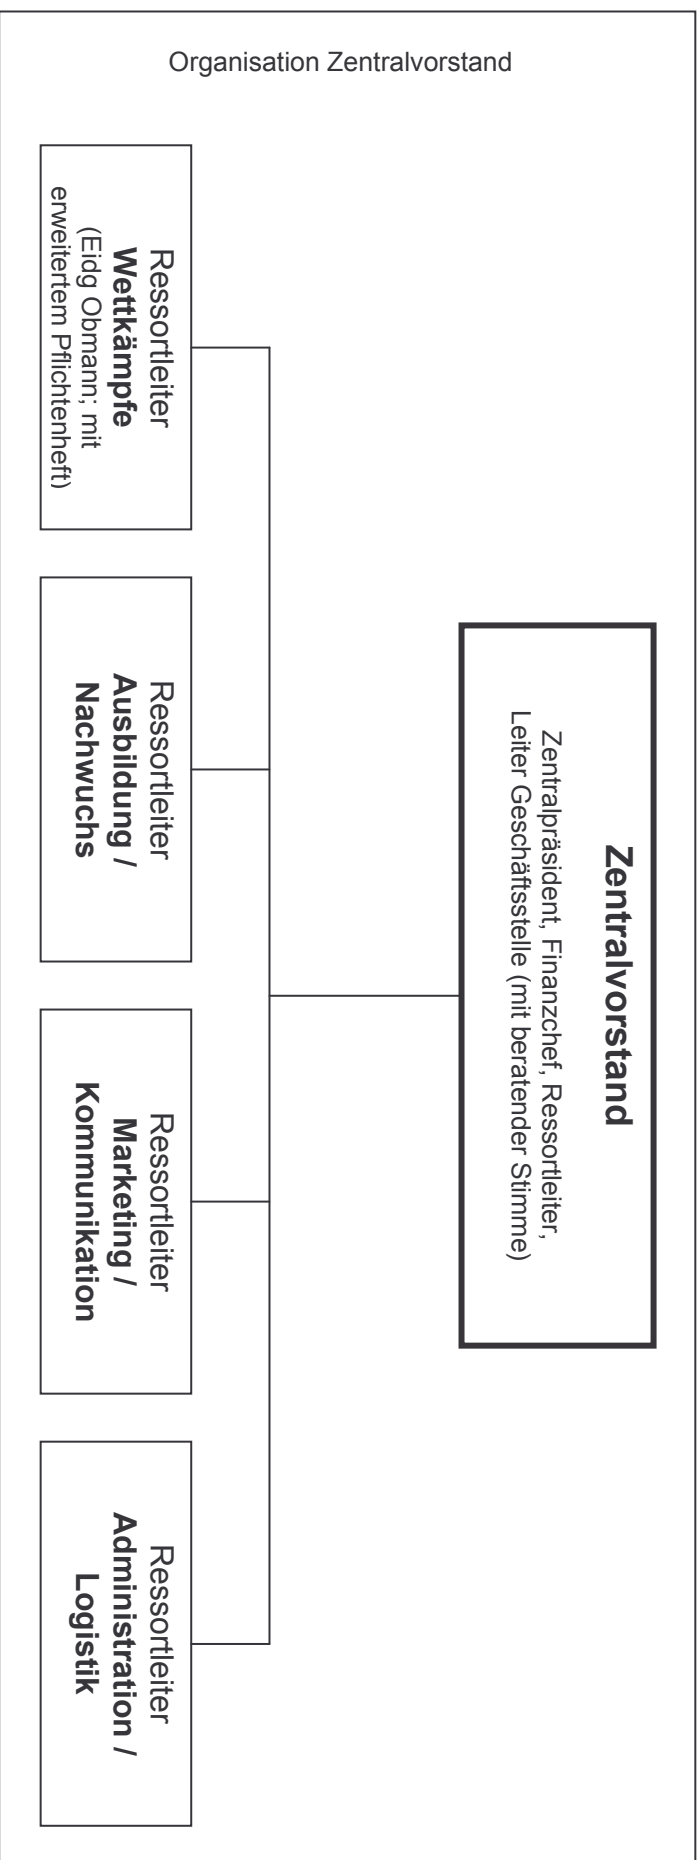 Organisation Zentralvorstand
Zentralvorstand
Zentralpräsident, Finanzchef, Ressortleiter,
Leiter Geschäftsstelle (mit beratender Stimme)
Ressortleiter
Wettkämpfe
(Eidg Obmann; mit
erweitertem Pflichtenheft)
Ressortleiter
Ausbildung /
Nachwuchs
Ressortleiter
Marketing /
Kommunikation
Ressortleiter
Administration /
Logistik